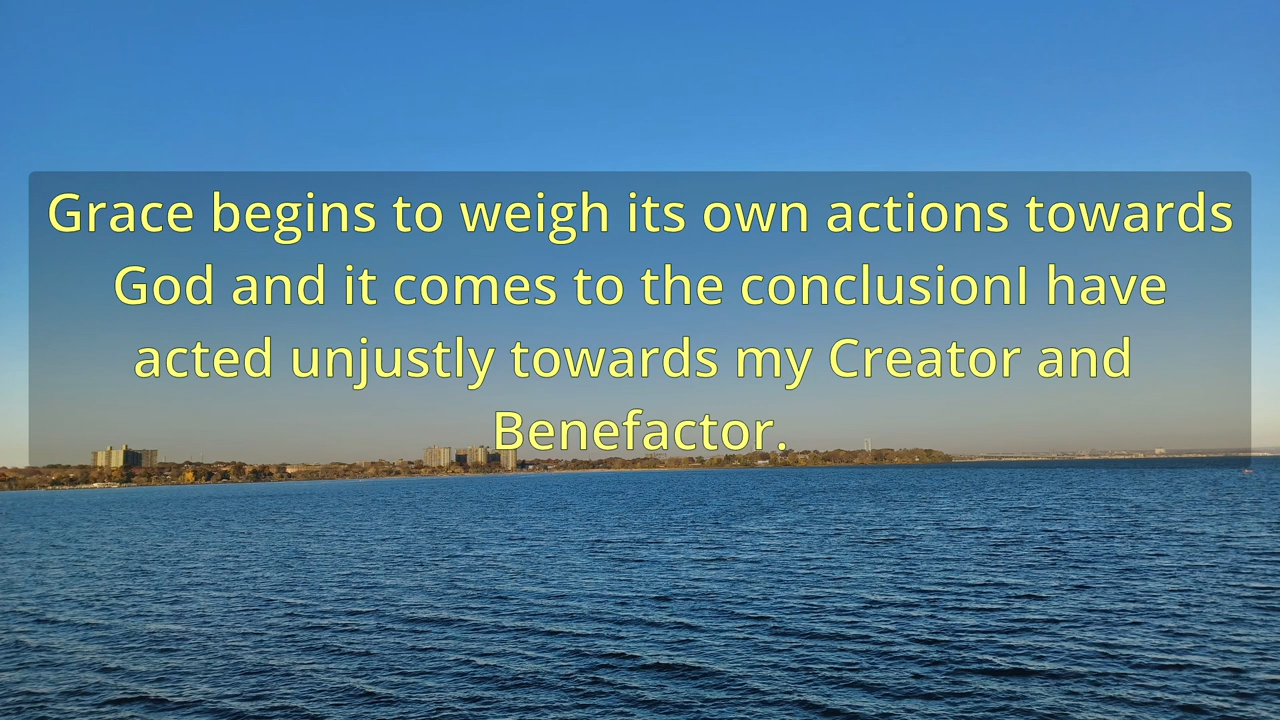 Grace begins to weigh its own actions towards
God and it comes to the conclusionI have
acted unjustly towards my Creator and
Benefactor.